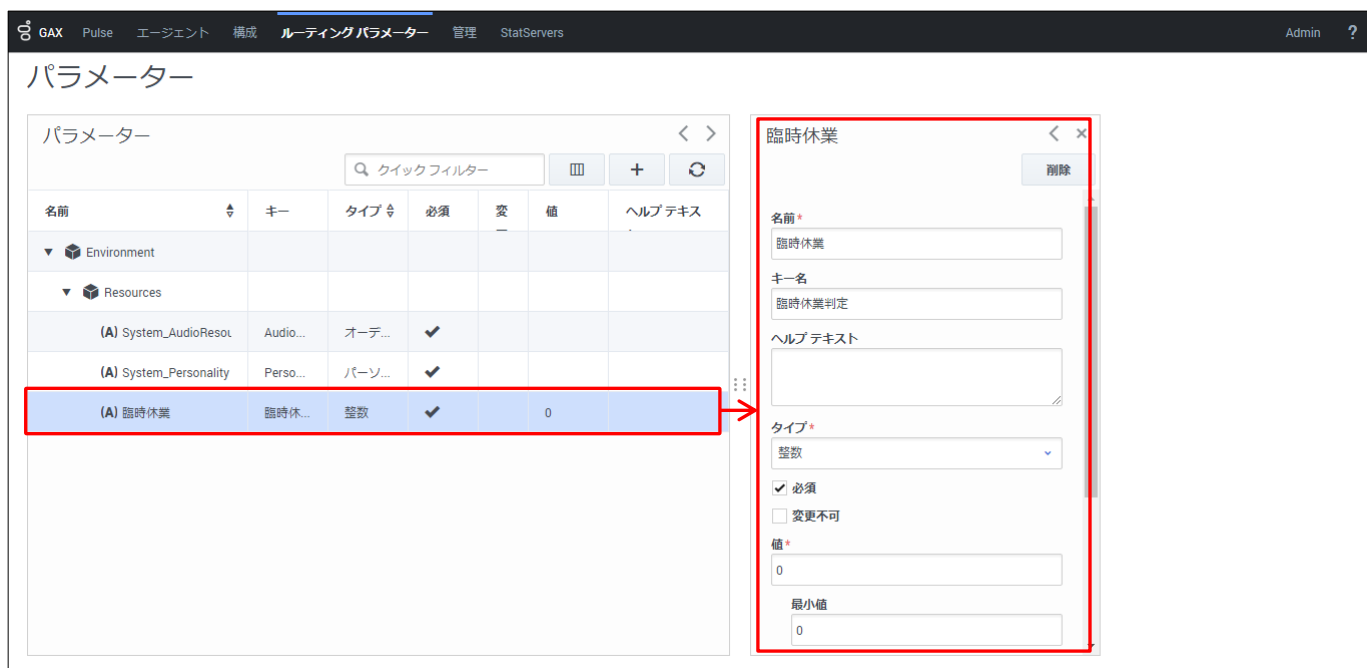 GAX Pulse エージェント 構成 ルーティング パラメーター 管理 StatServers Admin ?
パラメーター
パラメーター
クイック フィルター
名前 キー タイプ 必須 変 値 ヘルプ テキス
Environment
Resources
(A) System_AudioResou Audio... オーデ...
(A) System_Personality Perso... パーソ...
(A) 臨時休業 臨時休... 整数 0
臨時休業
削除
名前*
臨時休業
キー名
臨時休業判定
ヘルプ テキスト
タイプ*
整数
必須
変更不可
値*
0
最小値
0